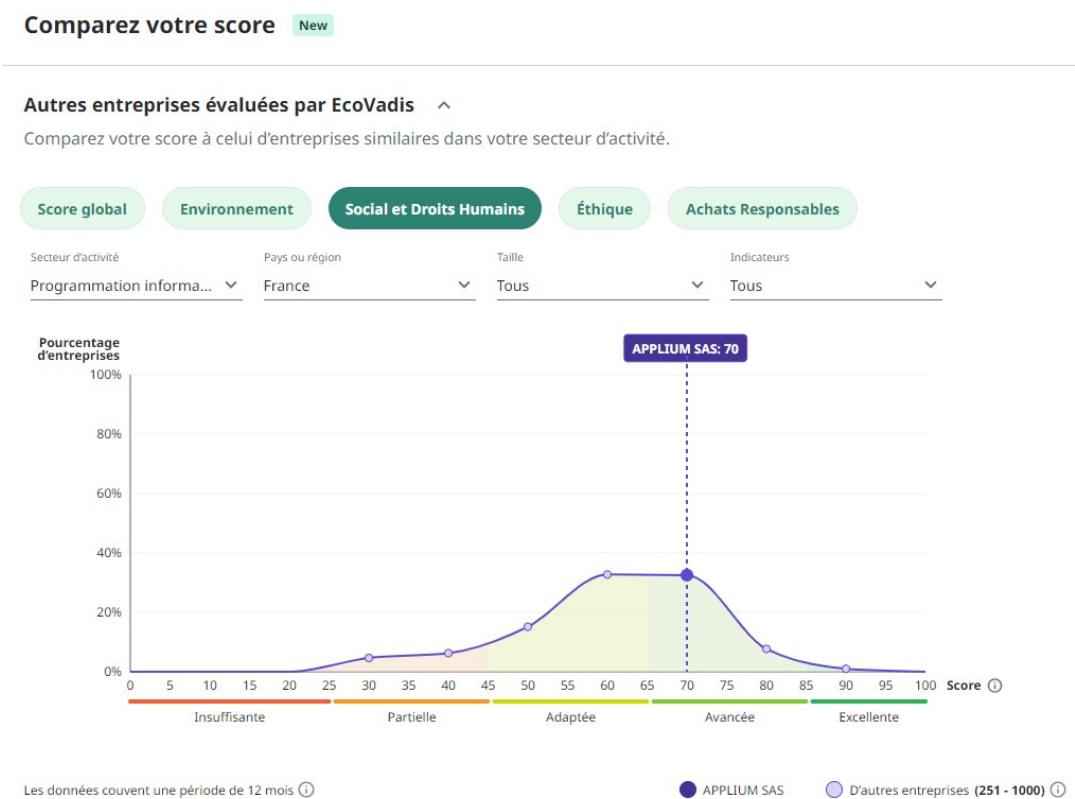 Comparez votre score New
Autres entreprises évaluées par EcoVadis
Comparez votre score à celui d’entreprises similaires dans votre secteur d’activité.
Score global Environnement Social et Droits Humains Éthique Achats Responsables
Secteur d'activité Pays ou région Taille Indicateurs
Programmation informa... France Tous Tous
Pourcentage
d'entreprises
APPLIUM SAS: 70
100%
80%
60%
40%
20%
0%
0 5 10 15 20 25 30 35 40 45 50 55 60 65 70 75 80 85 90 95 100 Score
Insuffisante Partielle Adaptée Avancée Excellente
Les données couvent une période de 12 mois APPLIUM SAS D'autres entreprises (251 - 1000)